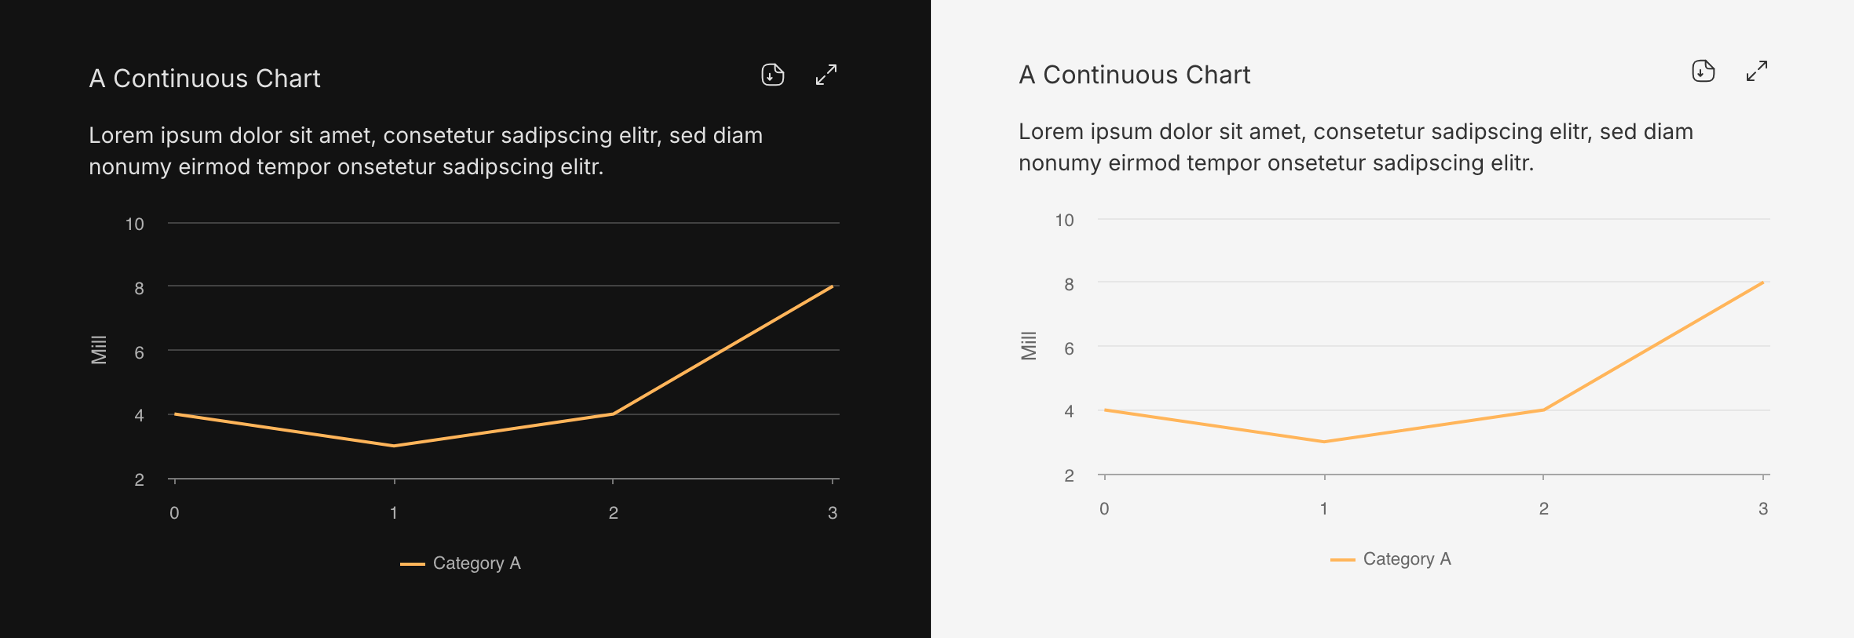 A Continuous Chart
Lorem ipsum dolor sit amet, consetetur sadipscing elitr, sed diam
nonumy eirmod tempor onsetetur sadipscing elitr.
Mill
10
8
6
4
2
0 1 2 3
Category A
A Continuous Chart
Lorem ipsum dolor sit amet, consetetur sadipscing elitr, sed diam
nonumy eirmod tempor onsetetur sadipscing elitr.
Mill
10
8
6
4
2
0 1 2 3
Category A